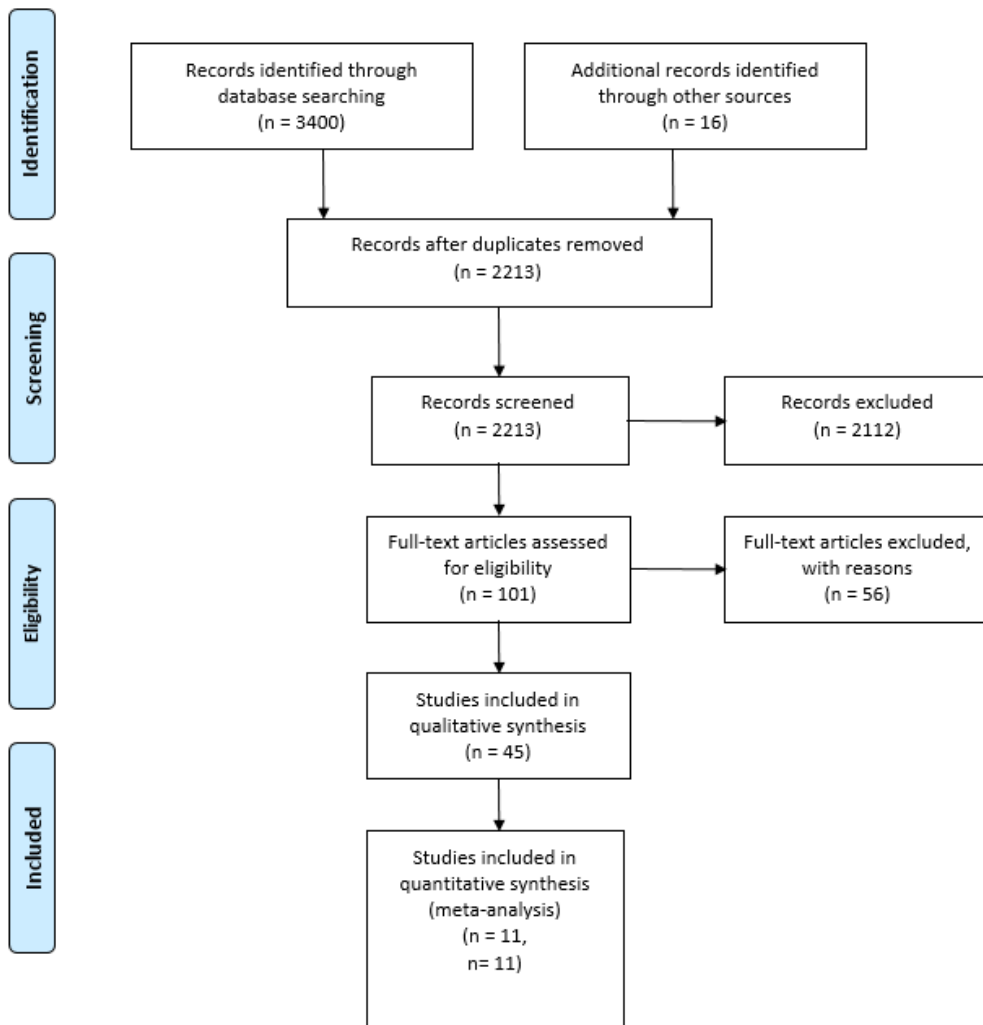 Identification
Records identified through
database searching
(n = 3400)
Additional records identified
through other sources
(n = 16)
Records after duplicates removed
(n = 2213)
Screening
Records screened
(n = 2213)
Records excluded
(n = 2112)
Eligibility
Full-text articles assessed
for eligibility
(n = 101)
Full-text articles excluded,
with reasons
(n = 56)
Studies included in
qualitative synthesis
(n = 45)
Included
Studies included in
quantitative synthesis
(meta-analysis)
(n = 11,
n= 11)